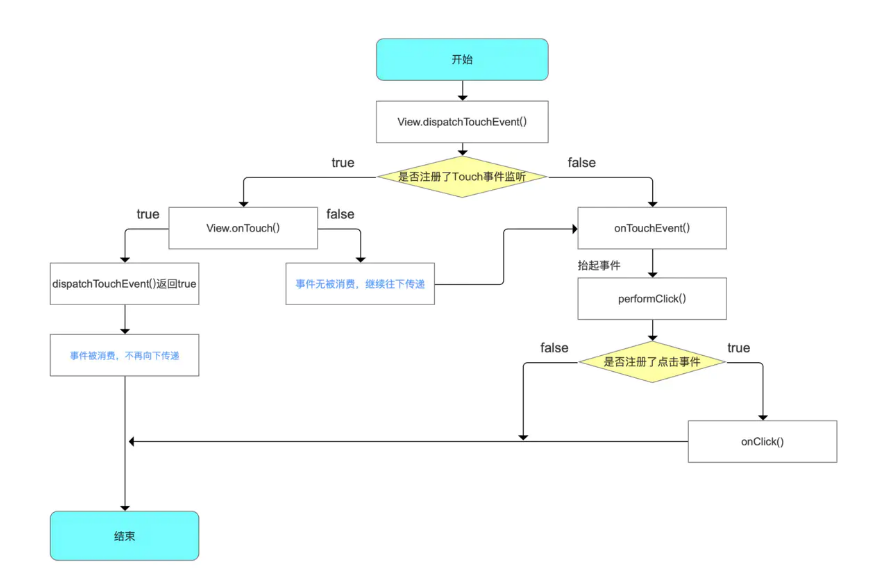 开始
View.dispatchTouchEvent()
true
false
是否注册了Touch事件监听
true
View.onTouch()
false
onTouchEvent()
抬起事件
dispatchTouchEvent()返回true
事件无被消费，继续往下传递
performClick()
事件被消费，不再向下传递
false
true
是否注册了点击事件
onClick()
结束